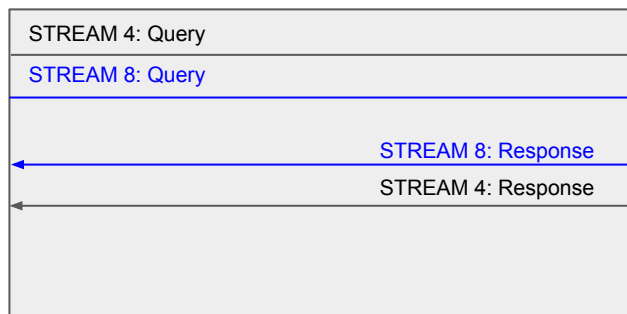 STREAM 4: Query
STREAM 8: Query
STREAM 8: Response
STREAM 4: Response